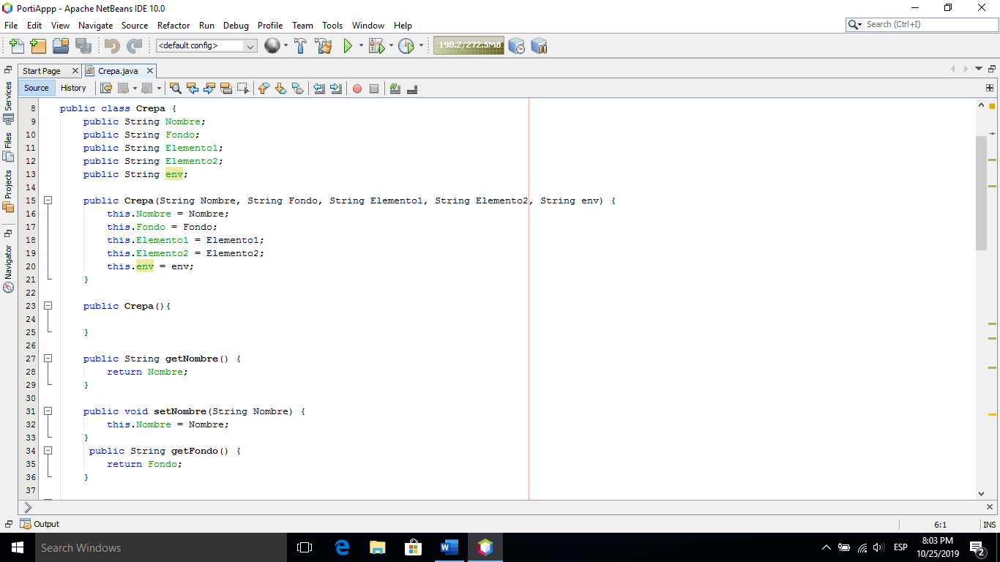 PortiAppp - Apache NetBeans IDE 10.0
File Edit View Navigate Source Refactor Run Debug Profile Team Tools Window Help
Search (Ctrl+I)
<default config>
198.2/272.5MB
Start Page Crepa.java
Source History
Services
Files
Projects
Navigator
8 public class Crepa {
9 public String Nombre;
10 public String Fondo;
11 public String Elemento1;
12 public String Elemento2;
13 public String env;
14
15 public Crepa(String Nombre, String Fondo, String Elemento1, String Elemento2, String env) {
16 this.Nombre = Nombre;
17 this.Fondo = Fondo;
18 this.Elemento1 = Elemento1;
19 this.Elemento2 = Elemento2;
20 this.env = env;
21 }
22
23 public Crepa(){
24
25 }
26
27 public String getNombre() {
28 return Nombre;
29 }
30
31 public void setNombre(String Nombre) {
32 this.Nombre = Nombre;
33 }
34 public String getFondo() {
35 return Fondo;
36 }
37
Output
6:1 INS
Search Windows
ESP
8:03 PM
10/25/2019
2